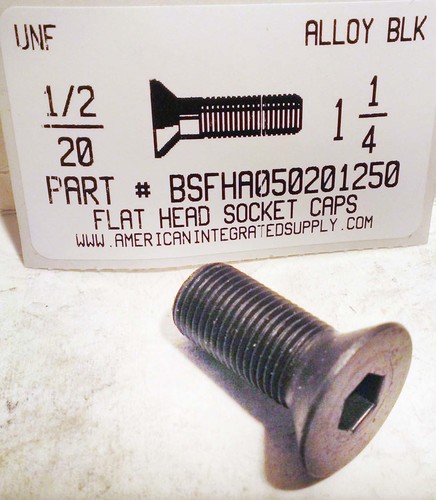 UNF ALLOY BLK
1/2
20
1 1
4
PART # BSFHA050201250
FLAT HEAD SOCKET CAPS
WWW.AMERICANINTEGRATEDSUPPLY.COM